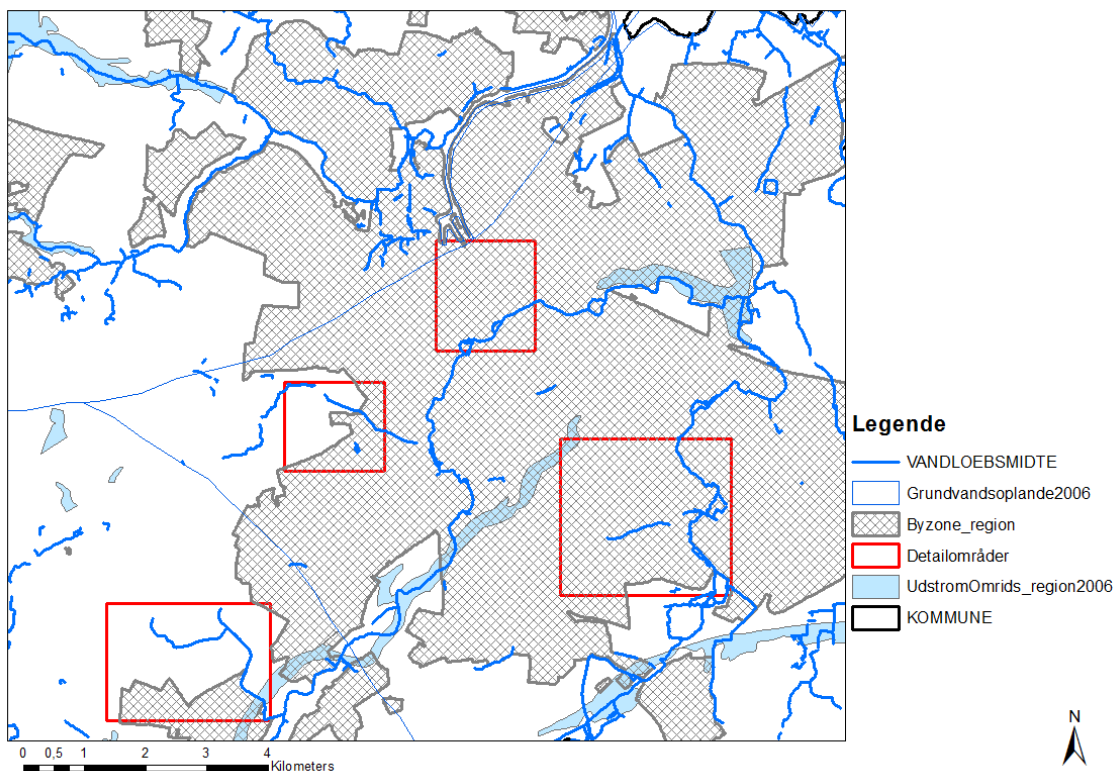 Legende
VANDLOEBSMIDTE
Grundvandsoplande2006
Byzone_region
Detailområder
UdstromOmrids_region2006
KOMMUNE
N
0 0,5 1 2 3 4
Kilometers